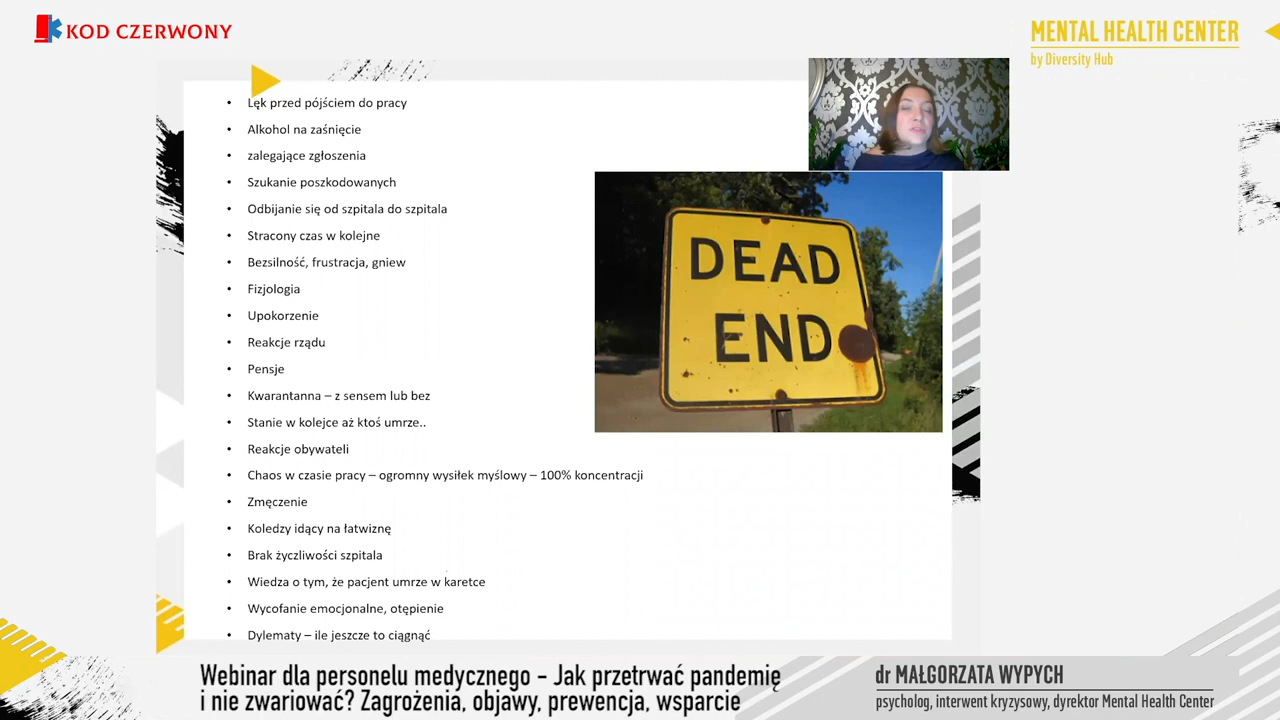 KOD CZERWONY
MENTAL HEALTH CENTER
by Diversity Hub
• Lęk przed pójściem do pracy
• Alkohol na zaśnięcie
• zalegające zgłoszenia
• Szukanie poszkodowanych
• Odbijanie się od szpitala do szpitala
• Stracony czas w kolejne
• Bezsilność, frustracja, gniew
• Fizjologia
• Upokorzenie
• Reakcje rządu
• Pensje
• Kwarantanna – z sensem lub bez
• Stanie w kolejce aż ktoś umrze..
• Reakcje obywateli
• Chaos w czasie pracy – ogromny wysiłek myślowy – 100% koncentracji
• Zmęczenie
• Koledzy idący na łatwiznę
• Brak życzliwości szpitala
• Wiedza o tym, że pacjent umrze w karetce
• Wycofanie emocjonalne, otępienie
• Dylematy – ile jeszcze to ciągnąć
DEAD
END
Webinar dla personelu medycznego – Jak przetrwać pandemię
i nie zwariować? Zagrożenia, objawy, prewencja, wsparcie
dr MAŁGORZATA WYPYCH
psycholog, interwent kryzysowy, dyrektor Mental Health Center